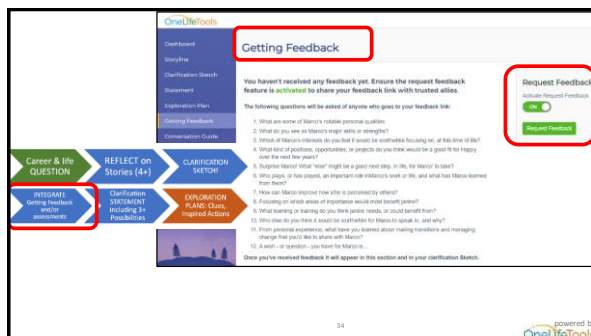 OneLifeTools
Dashboard
Storyline
Clarification Sketch
Statement
Exploration Plan
Getting Feedback
Conversation Guide
Getting Feedback
You haven't received any feedback yet. Ensure the request feedback
feature is activated to share your feedback link with trusted allies.
The following questions will be asked of anyone who goes to your feedback link:
1. What are some of Marco's notable personal qualities
2. What do you see as Marco's major skills or strengths?
3. Which of Marco's interests do you feel it would be worthwhile focusing on, at this time of life?
4. What kind of positions, opportunities, or projects do you think would be a good fit for Happy
over the next few years?
5. Surprise Marco! What "else" might be a good next step, in life, for Marco' to take?
6. Who plays, or has played, an important role in Marco's work or life, and what has Marco learned
from them?
7. How can Marco improve how who is perceived by others?
8. Focusing on which areas of importance would most benefit janine?
9. What learning or training do you think janine needs, or could benefit from?
10. Who else do you think it would be worthwhile for Marco to speak to, and why?
11. From personal experience, what have you learned about making transitions and managing
change that you'd like to share with Marco?
12. A wish - or question - you have for Marco is...
Once you've received feedback it will appear in this section and in your clarification Sketch.
Request Feedback
Activate Request Feedback
ON
Request Feedback
Career & life
QUESTION
REFLECT on
Stories (4+)
CLARIFICATION
SKETCH!
INTEGRATE
Getting Feedback
and/or
assessments
Clarification
STATEMENT
Including 3+
Possibilities
EXPLORATION
PLANS: Clues,
Inspired Actions
34
powered by
OneLifeTools